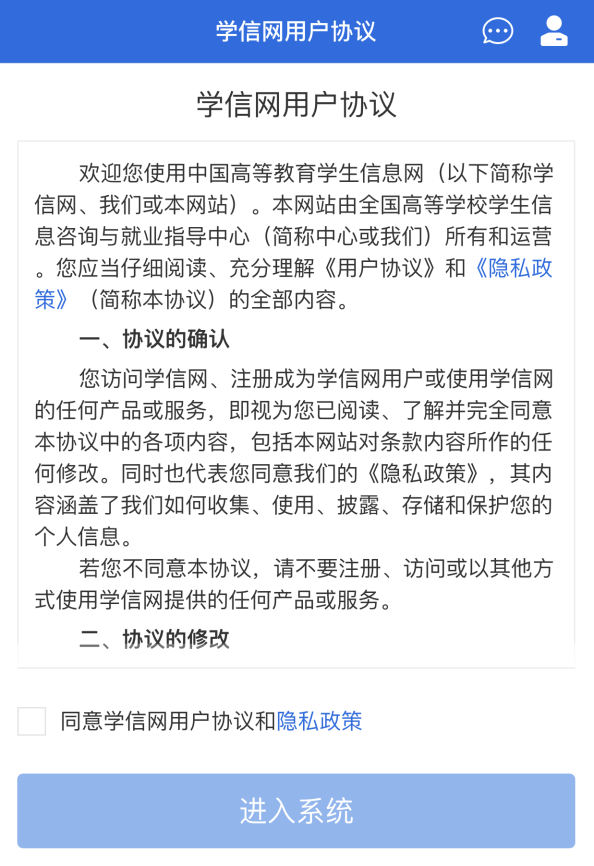 学信网用户协议
学信网用户协议
欢迎您使用中国高等教育学生信息网（以下简称学
信网、我们或本网站）。本网站由全国高等学校学生信
息咨询与就业指导中心（简称中心或我们）所有和运营
。您应当仔细阅读、充分理解《用户协议》和《隐私政
策》（简称本协议）的全部内容。
一、协议的确认
您访问学信网、注册成为学信网用户或使用学信网
的任何产品或服务，即视为您已阅读、了解并完全同意
本协议中的各项内容，包括本网站对条款内容所作的任
何修改。同时也代表您同意我们的《隐私政策》，其内
容涵盖了我们如何收集、使用、披露、存储和保护您的
个人信息。
若您不同意本协议，请不要注册、访问或以其他方
式使用学信网提供的任何产品或服务。
二、协议的修改
同意学信网用户协议和隐私政策
进入系统